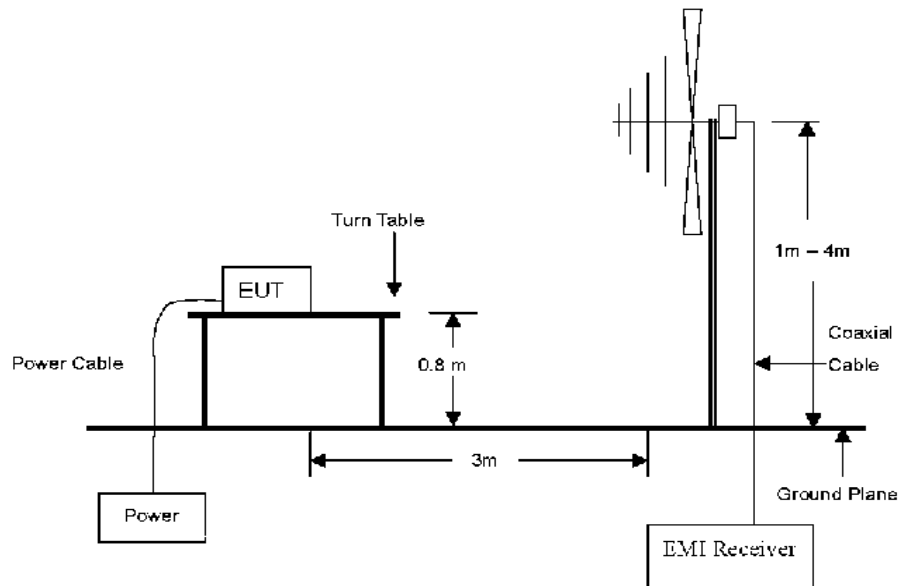 Turn Table
1m – 4m
EUT
Coaxial
Cable
Power Cable
0.8 m
3m
Ground Plane
Power
EMI Receiver